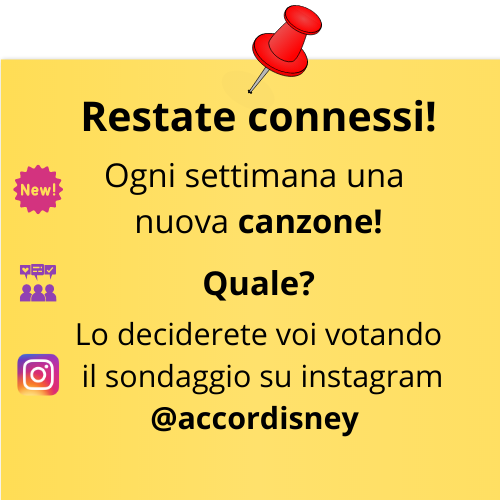 Restate connessi!
Ogni settimana una
New!
nuova canzone!
Quale?
Lo deciderete voi votando
il sondaggio su instagram
@accordisney